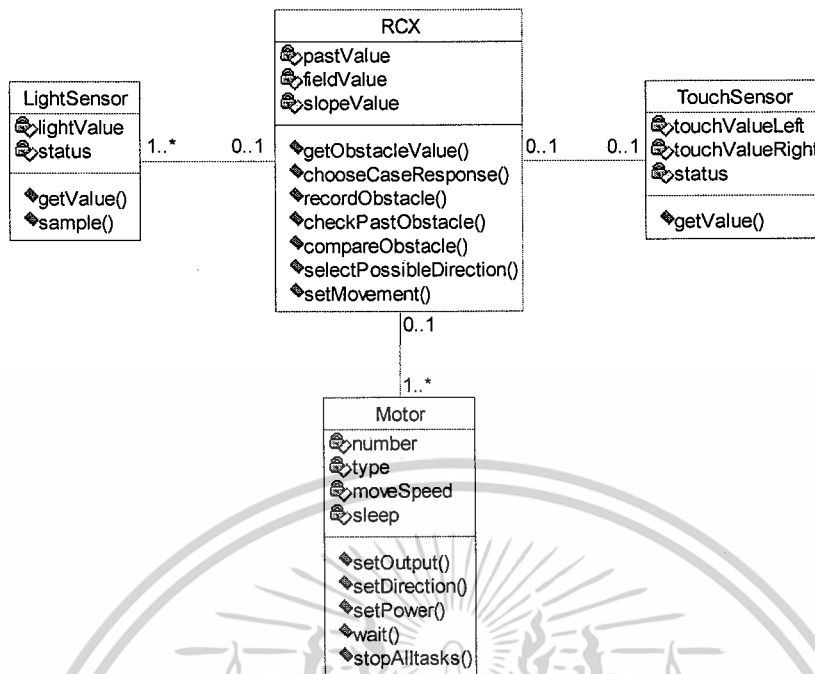 RCX
pastValue
fieldValue
slopeValue
getObstacleValue()
chooseCaseResponse()
recordObstacle()
checkPastObstacle()
compareObstacle()
selectPossibleDirection()
setMovement()
LightSensor
lightValue
status
getValue()
sample()
1..* 0..1
0..1 0..1
TouchSensor
touchValueLeft
touchValueRight
status
getValue()
0..1
1..*
Motor
number
type
moveSpeed
sleep
setOutput()
setDirection()
setPower()
wait()
stopAlltasks()